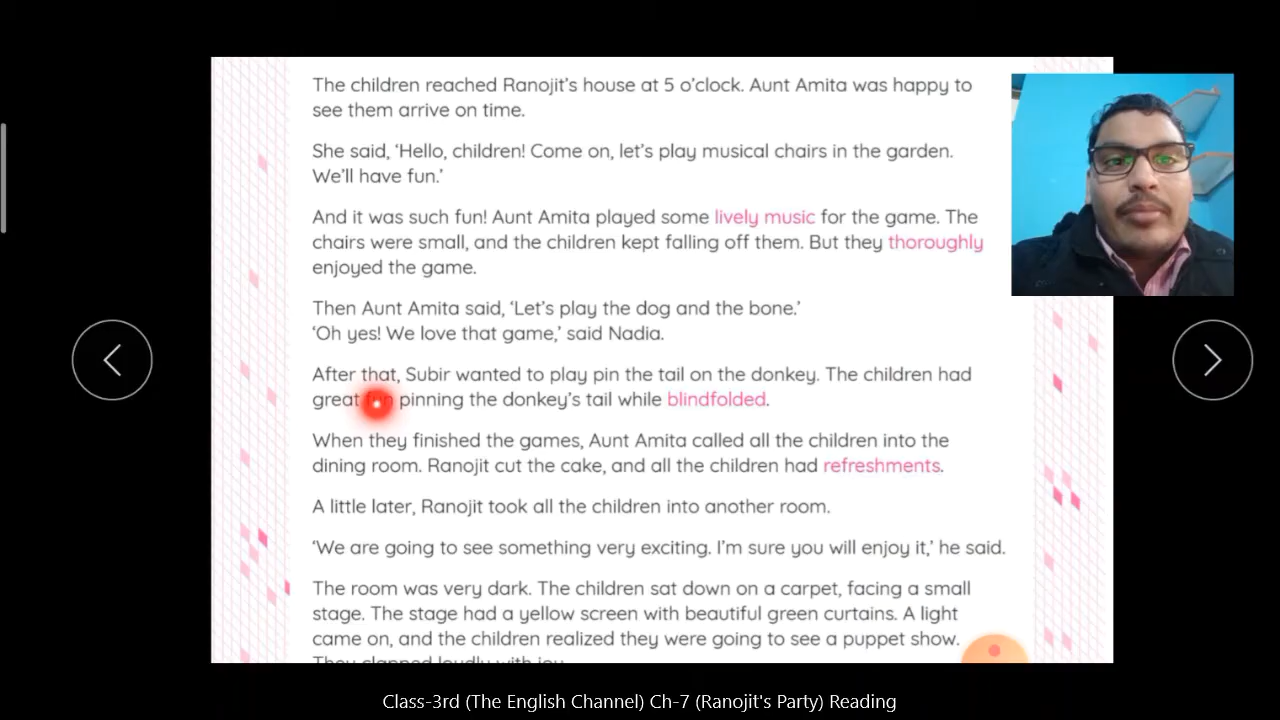 The children reached Ranojit's house at 5 o'clock. Aunt Amita was happy to
see them arrive on time.
She said, ‘Hello, children! Come on, let's play musical chairs in the garden.
We'll have fun.’
And it was such fun! Aunt Amita played some lively music for the game. The
chairs were small, and the children kept falling off them. But they thoroughly
enjoyed the game.
Then Aunt Amita said, ‘Let's play the dog and the bone.’
‘Oh yes! We love that game,’ said Nadia.
After that, Subir wanted to play pin the tail on the donkey. The children had
great fun pinning the donkey's tail while blindfolded.
When they finished the games, Aunt Amita called all the children into the
dining room. Ranojit cut the cake, and all the children had refreshments.
A little later, Ranojit took all the children into another room.
‘We are going to see something very exciting. I'm sure you will enjoy it,’ he said.
The room was very dark. The children sat down on a carpet, facing a small
stage. The stage had a yellow screen with beautiful green curtains. A light
came on, and the children realized they were going to see a puppet show.
They clapped loudly with joy.
Class-3rd (The English Channel) Ch-7 (Ranojit's Party) Reading